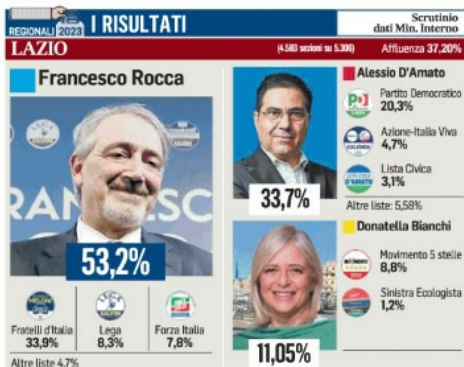 REGIONALI 2023
I RISULTATI
Scrutinio
dati Min. Interno
LAZIO
(4.583 sezioni su 5.306)
Affluenza 37,20%
Francesco Rocca
53,2%
Fratelli d'Italia
33,9%
Lega
8,3%
Forza Italia
7,8%
Altre liste 4,7%
Alessio D'Amato
33,7%
Partito Democratico
20,3%
Azione-Italia Viva
4,7%
Lista Civica
3,1%
Altre liste: 5,58%
Donatella Bianchi
11,05%
Movimento 5 stelle
8,8%
Sinistra Ecologista
1,2%